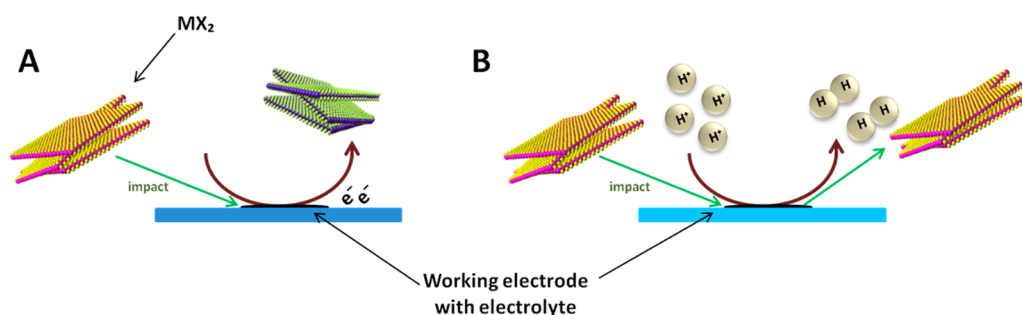 MX₂
A
impact
e⁻ e⁻
B
H⁺
H⁺
H⁺
H⁺
H⁺
H
H
H
H
impact
Working electrode
with electrolyte